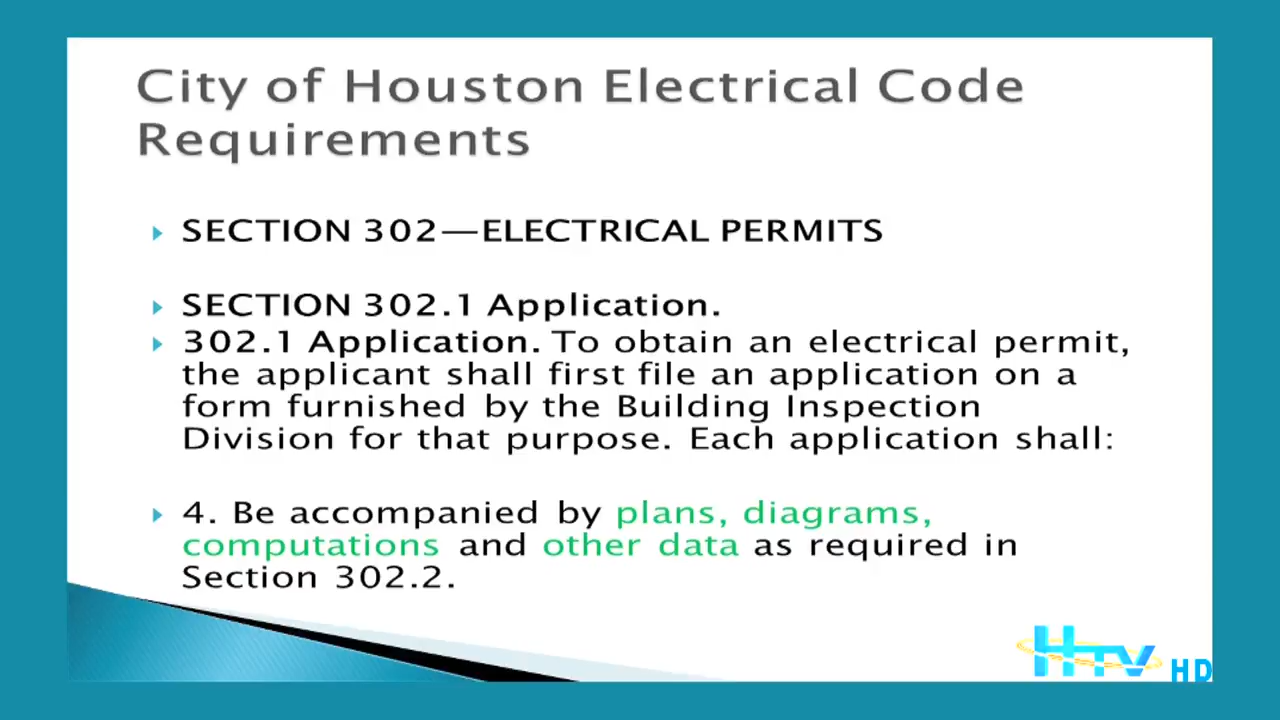 City of Houston Electrical Code
Requirements
SECTION 302—ELECTRICAL PERMITS
SECTION 302.1 Application.
302.1 Application. To obtain an electrical permit,
the applicant shall first file an application on a
form furnished by the Building Inspection
Division for that purpose. Each application shall:
4. Be accompanied by plans, diagrams,
computations and other data as required in
Section 302.2.
HTV HD